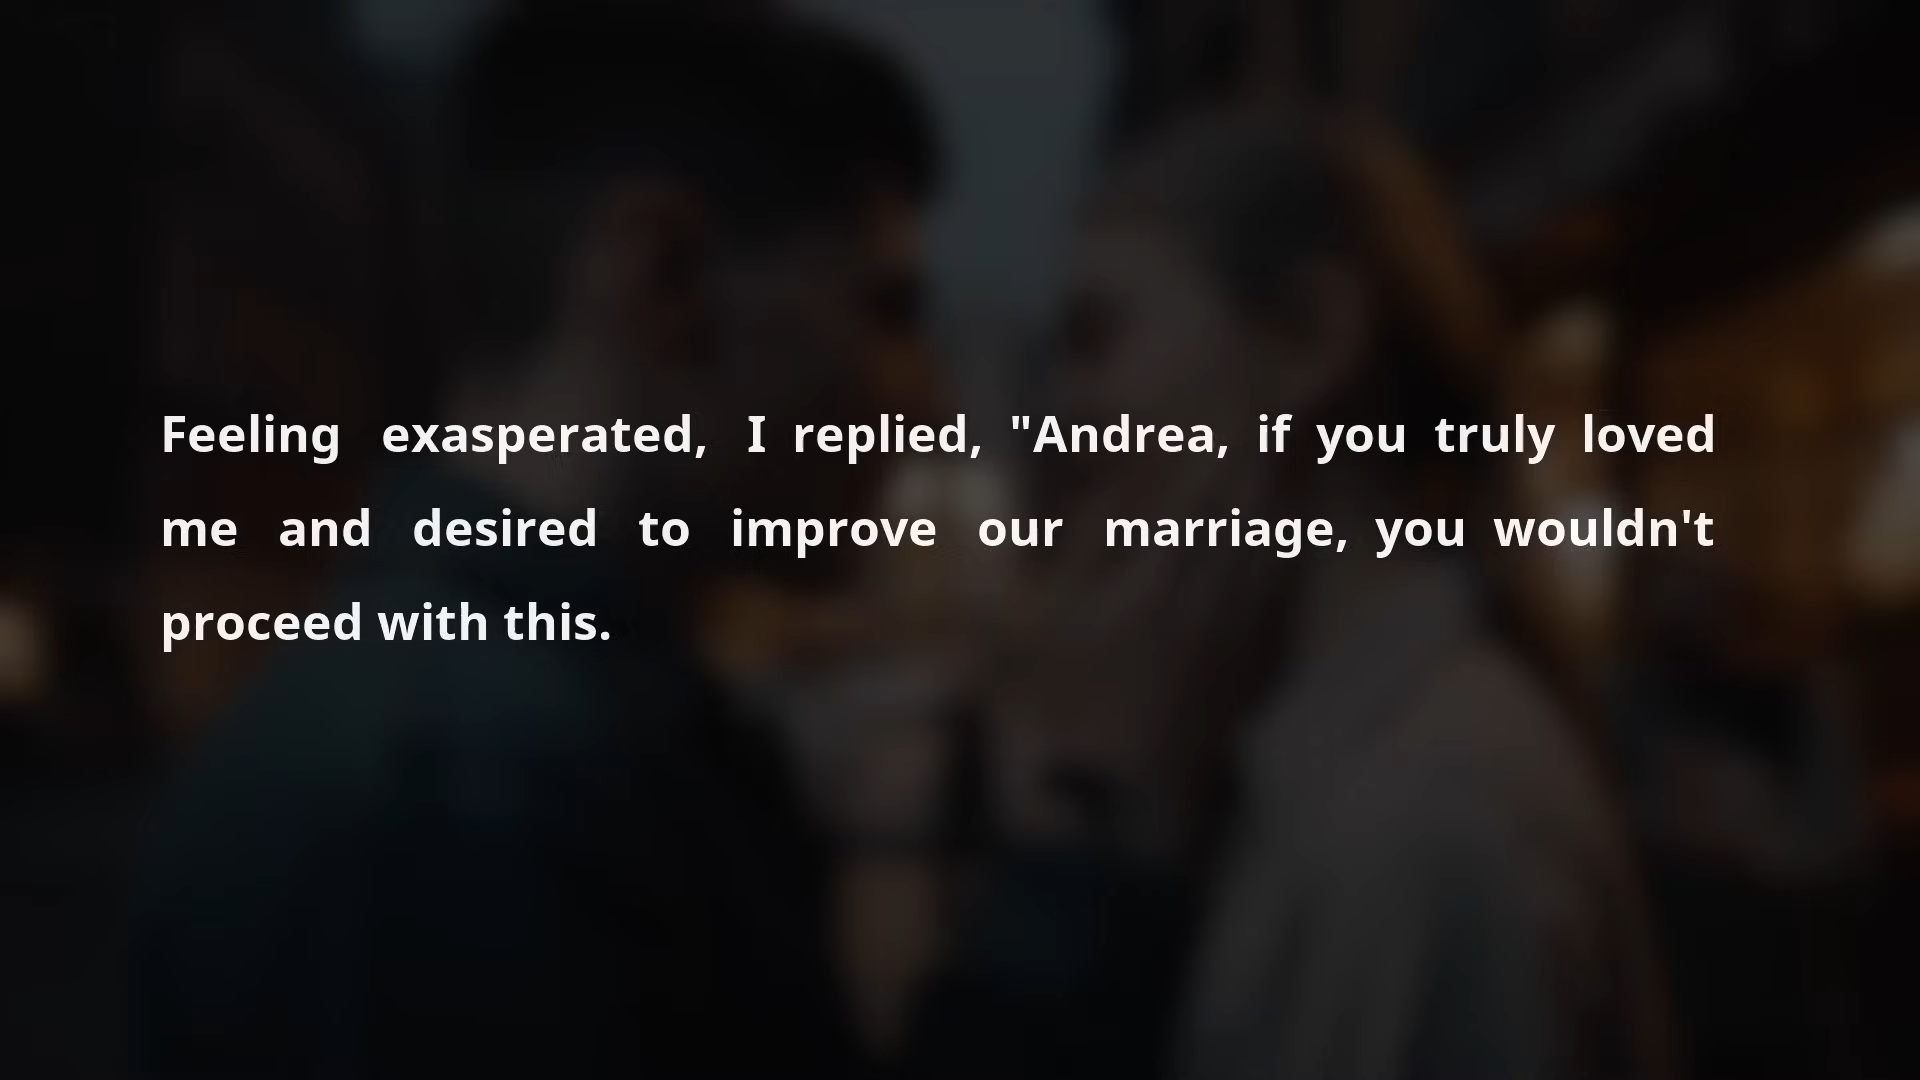 Feeling exasperated, I replied, "Andrea, if you truly loved
me and desired to improve our marriage, you wouldn't
proceed with this.